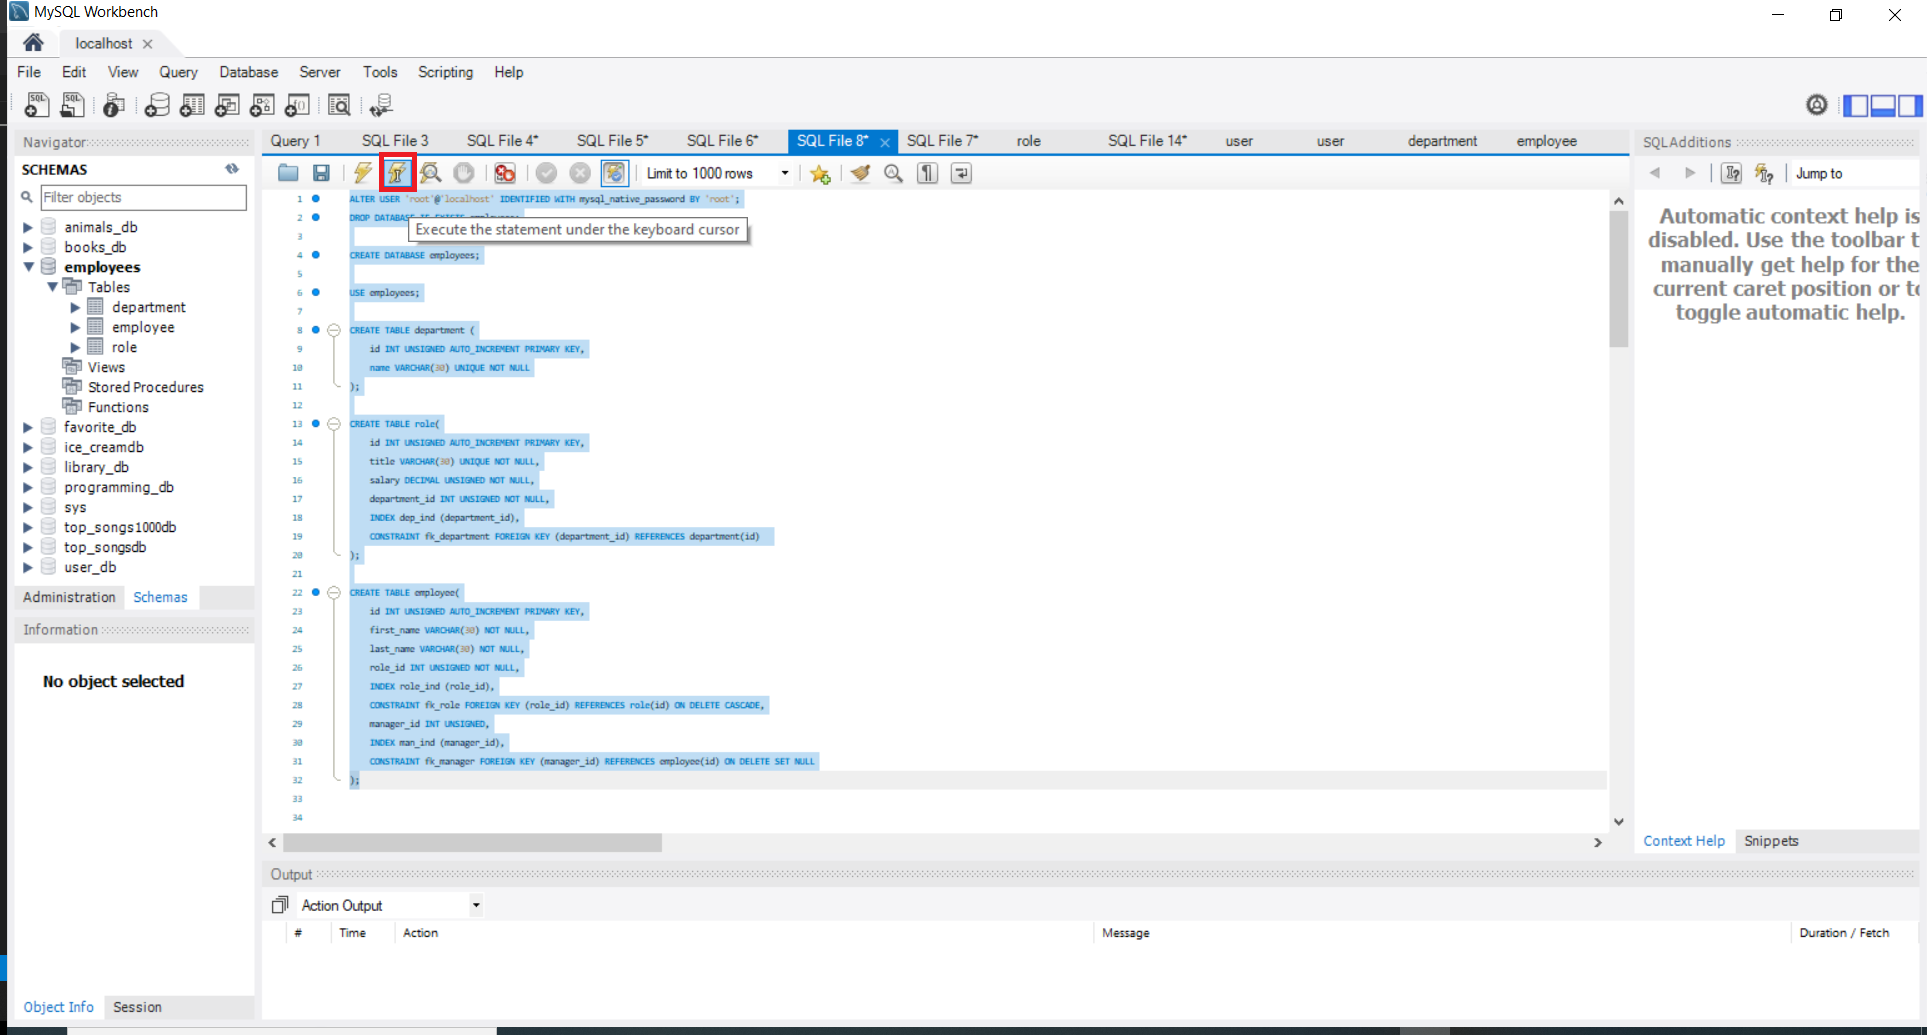 MySQL Workbench
localhost
File Edit View Query Database Server Tools Scripting Help
Navigator
SCHEMAS
Filter objects
animals_db
books_db
employees
Tables
department
employee
role
Views
Stored Procedures
Functions
favorite_db
ice_creamdb
library_db
programming_db
sys
top_songs1000db
top_songsdb
user_db
Administration Schemas
Information
No object selected
Object Info Session
Query 1 SQL File 3 SQL File 4* SQL File 5* SQL File 6* SQL File 8* SQL File 7* role SQL File 14* user user department employee
Limit to 1000 rows
1 ALTER USER 'root'@'localhost' IDENTIFIED WITH mysql_native_password BY 'root';
2 DROP DATABASE IF EXISTS employees;
Execute the statement under the keyboard cursor
3
4 CREATE DATABASE employees;
5
6 USE employees;
7
8 CREATE TABLE department (
9 id INT UNSIGNED AUTO_INCREMENT PRIMARY KEY,
10 name VARCHAR(30) UNIQUE NOT NULL
11 );
12
13 CREATE TABLE role(
14 id INT UNSIGNED AUTO_INCREMENT PRIMARY KEY,
15 title VARCHAR(30) UNIQUE NOT NULL,
16 salary DECIMAL UNSIGNED NOT NULL,
17 department_id INT UNSIGNED NOT NULL,
18 INDEX dep_ind (department_id),
19 CONSTRAINT fk_department FOREIGN KEY (department_id) REFERENCES department(id)
20 );
21
22 CREATE TABLE employee(
23 id INT UNSIGNED AUTO_INCREMENT PRIMARY KEY,
24 first_name VARCHAR(30) NOT NULL,
25 last_name VARCHAR(30) NOT NULL,
26 role_id INT UNSIGNED NOT NULL,
27 INDEX role_ind (role_id),
28 CONSTRAINT fk_role FOREIGN KEY (role_id) REFERENCES role(id) ON DELETE CASCADE,
29 manager_id INT UNSIGNED,
30 INDEX man_ind (manager_id),
31 CONSTRAINT fk_manager FOREIGN KEY (manager_id) REFERENCES employee(id) ON DELETE SET NULL
32 );
33
34
Output
Action Output
# Time Action Message Duration / Fetch
SQLAdditions
Jump to
Automatic context help is
disabled. Use the toolbar t
manually get help for the
current caret position or to
toggle automatic help.
Context Help Snippets